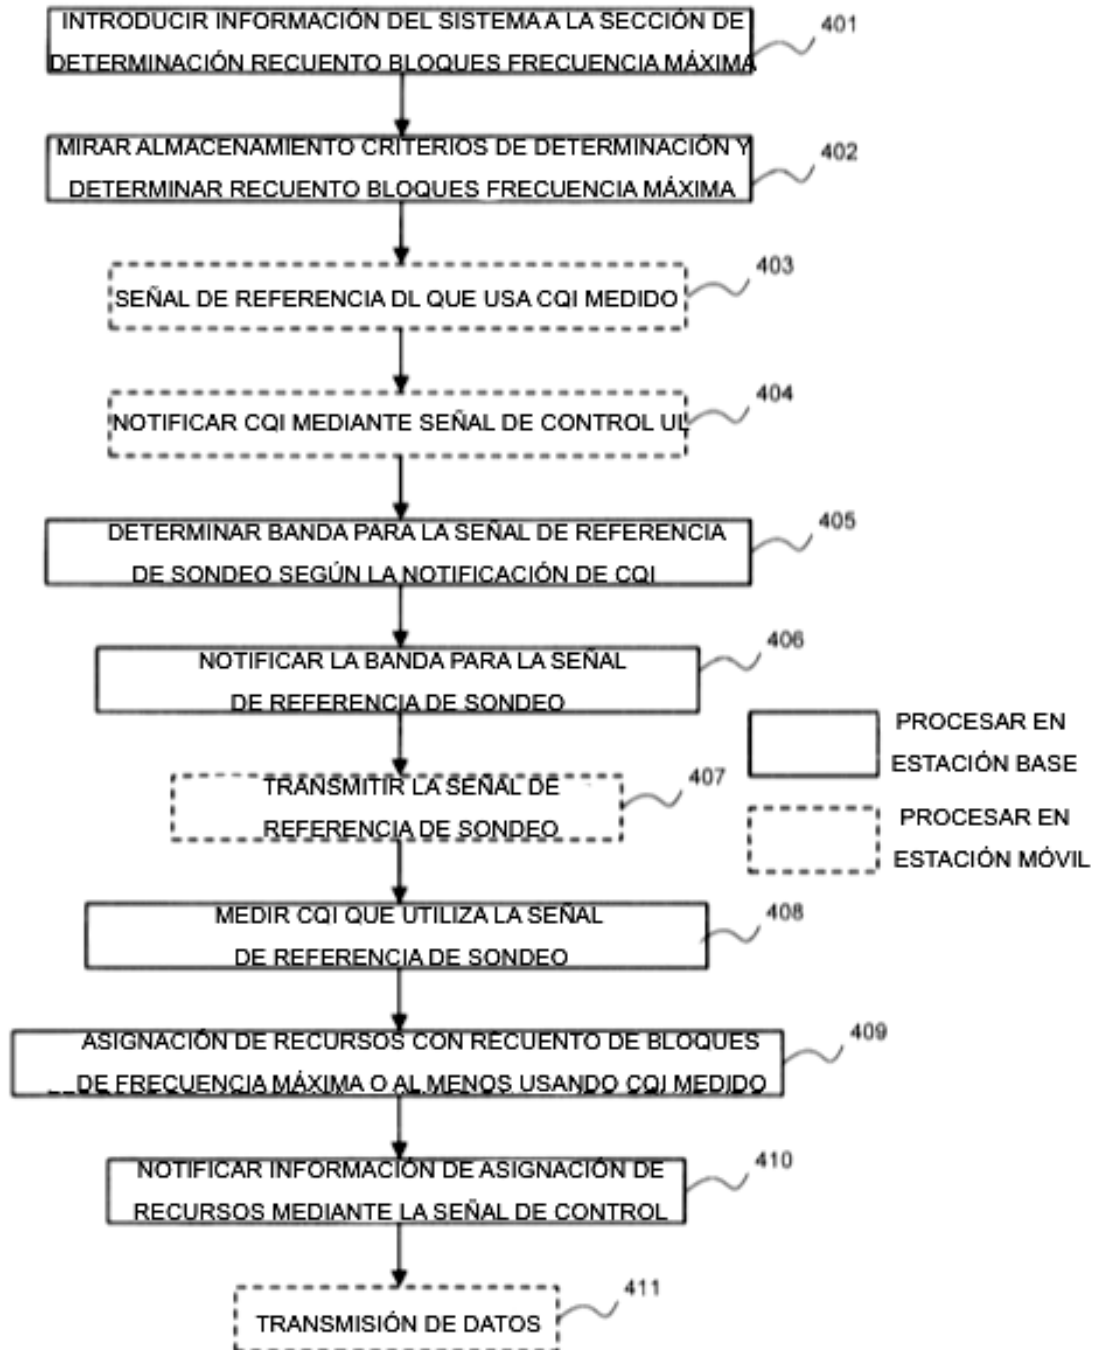 INTRODUCIR INFORMACIÓN DEL SISTEMA A LA SECCIÓN DE
DETERMINACIÓN RECUENTO BLOQUES FRECUENCIA MÁXIMA
401
MIRAR ALMACENAMIENTO CRITERIOS DE DETERMINACIÓN Y
DETERMINAR RECUENTO BLOQUES FRECUENCIA MÁXIMA
402
SEÑAL DE REFERENCIA DL QUE USA CQI MEDIDO
403
NOTIFICAR CQI MEDIANTE SEÑAL DE CONTROL UL
404
DETERMINAR BANDA PARA LA SEÑAL DE REFERENCIA
DE SONDEO SEGÚN LA NOTIFICACIÓN DE CQI
405
NOTIFICAR LA BANDA PARA LA SEÑAL
DE REFERENCIA DE SONDEO
406
TRANSMITIR LA SEÑAL DE
REFERENCIA DE SONDEO
407
PROCESAR EN
ESTACIÓN BASE
PROCESAR EN
ESTACIÓN MÓVIL
MEDIR CQI QUE UTILIZA LA SEÑAL
DE REFERENCIA DE SONDEO
408
ASIGNACIÓN DE RECURSOS CON RECUENTO DE BLOQUES
DE FRECUENCIA MÁXIMA O AL MENOS USANDO CQI MEDIDO
409
NOTIFICAR INFORMACIÓN DE ASIGNACIÓN DE
RECURSOS MEDIANTE LA SEÑAL DE CONTROL
410
TRANSMISIÓN DE DATOS
411